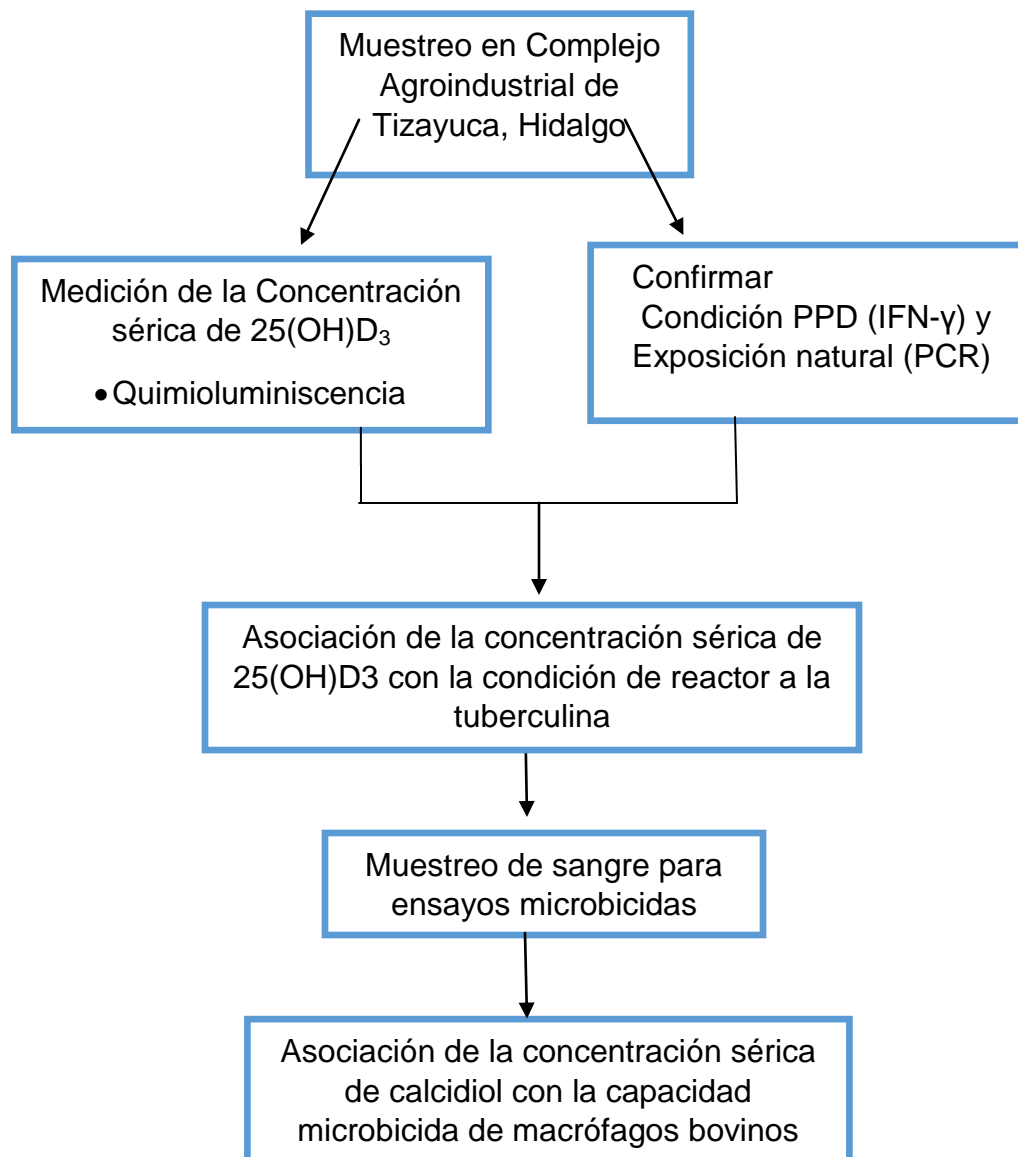 Muestreo en Complejo
Agroindustrial de
Tizayuca, Hidalgo
Medición de la Concentración
sérica de 25(OH)D₃
•Quimioluminiscencia
Confirmar
Condición PPD (IFN-γ) y
Exposición natural (PCR)
Asociación de la concentración sérica de
25(OH)D3 con la condición de reactor a la
tuberculina
Muestreo de sangre para
ensayos microbicidas
Asociación de la concentración sérica
de calcidiol con la capacidad
microbicida de macrófagos bovinos